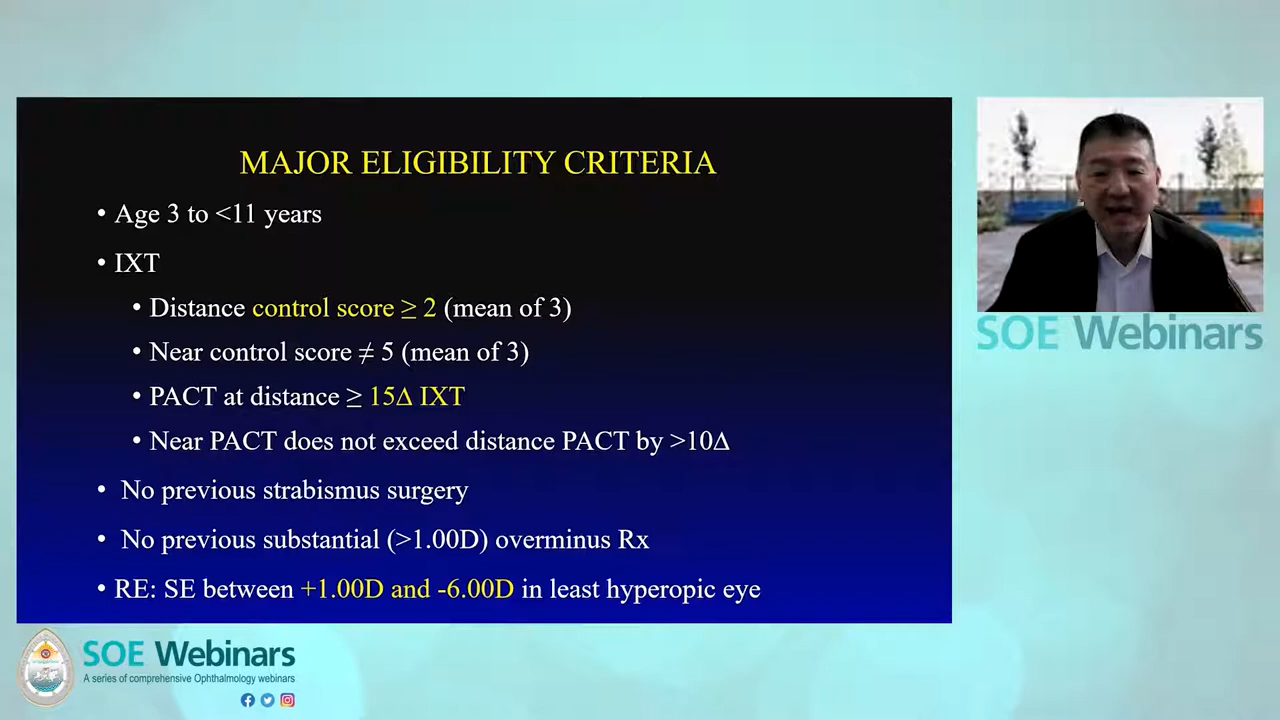 MAJOR ELIGIBILITY CRITERIA
• Age 3 to <11 years
• IXT
• Distance control score ≥ 2 (mean of 3)
• Near control score ≠ 5 (mean of 3)
• PACT at distance ≥ 15Δ IXT
• Near PACT does not exceed distance PACT by >10Δ
• No previous strabismus surgery
• No previous substantial (>1.00D) overminus Rx
• RE: SE between +1.00D and -6.00D in least hyperopic eye
SOE Webinars
SOE Webinars
A series of comprehensive Ophthalmology webinars